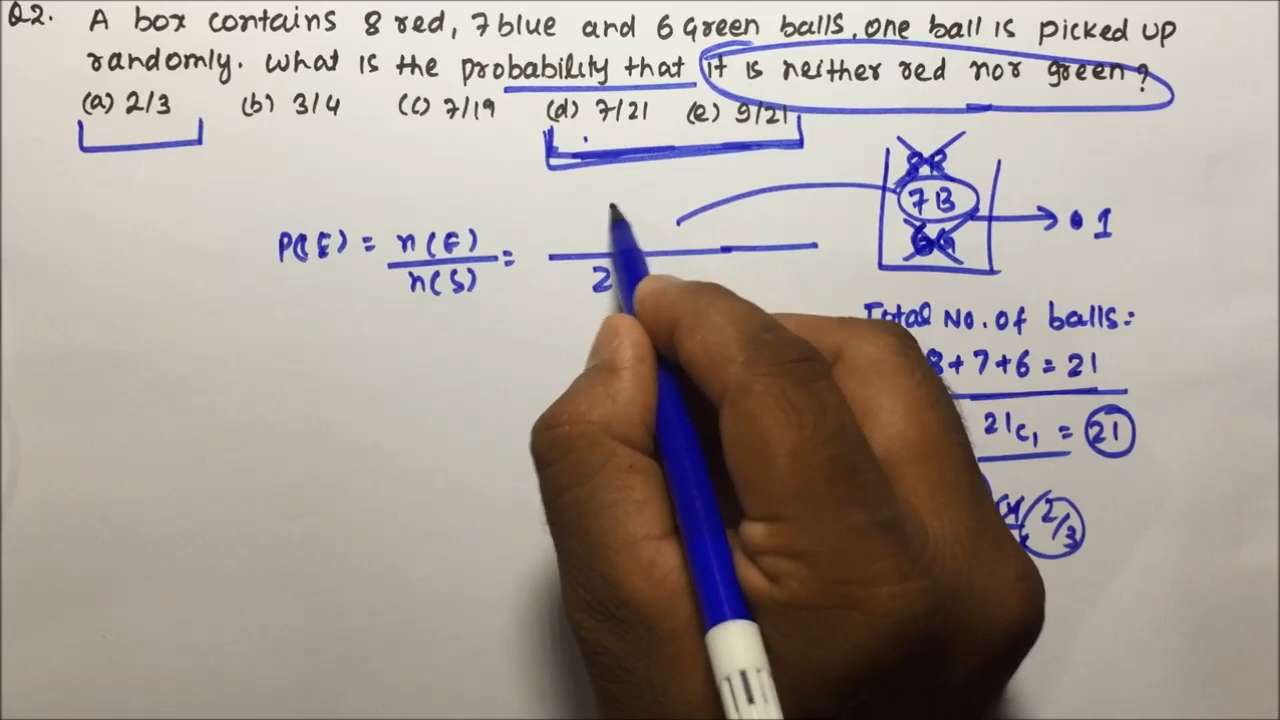 Q2. A box contains 8 red, 7 blue and 6 Green balls, one ball is picked up
randomly. what is the probability that it is neither red nor green?
(a) 2/3 (b) 3/4 (c) 7/19 (d) 7/21 (e) 9/21
8R
7B
6G
1
P(E) = n(E)/n(S) =
2
Total No. of balls:
8+7+6 = 21
21c1 = 21
2/3